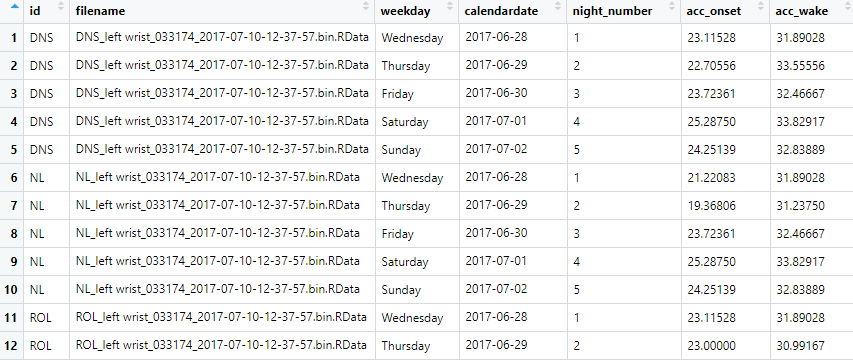 id filename weekday calendardate night_number acc_onset acc_wake
1 DNS DNS_left wrist_033174_2017-07-10-12-37-57.bin.RData Wednesday 2017-06-28 1 23.11528 31.89028
2 DNS DNS_left wrist_033174_2017-07-10-12-37-57.bin.RData Thursday 2017-06-29 2 22.70556 33.55556
3 DNS DNS_left wrist_033174_2017-07-10-12-37-57.bin.RData Friday 2017-06-30 3 23.72361 32.46667
4 DNS DNS_left wrist_033174_2017-07-10-12-37-57.bin.RData Saturday 2017-07-01 4 25.28750 33.82917
5 DNS DNS_left wrist_033174_2017-07-10-12-37-57.bin.RData Sunday 2017-07-02 5 24.25139 32.83889
6 NL NL_left wrist_033174_2017-07-10-12-37-57.bin.RData Wednesday 2017-06-28 1 21.22083 31.89028
7 NL NL_left wrist_033174_2017-07-10-12-37-57.bin.RData Thursday 2017-06-29 2 19.36806 31.23750
8 NL NL_left wrist_033174_2017-07-10-12-37-57.bin.RData Friday 2017-06-30 3 23.72361 32.46667
9 NL NL_left wrist_033174_2017-07-10-12-37-57.bin.RData Saturday 2017-07-01 4 25.28750 33.82917
10 NL NL_left wrist_033174_2017-07-10-12-37-57.bin.RData Sunday 2017-07-02 5 24.25139 32.83889
11 ROL ROL_left wrist_033174_2017-07-10-12-37-57.bin.RData Wednesday 2017-06-28 1 23.11528 31.89028
12 ROL ROL_left wrist_033174_2017-07-10-12-37-57.bin.RData Thursday 2017-06-29 2 23.00000 30.99167